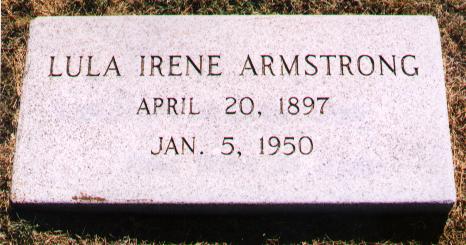 LULA IRENE ARMSTRONG
APRIL 20, 1897
JAN. 5, 1950